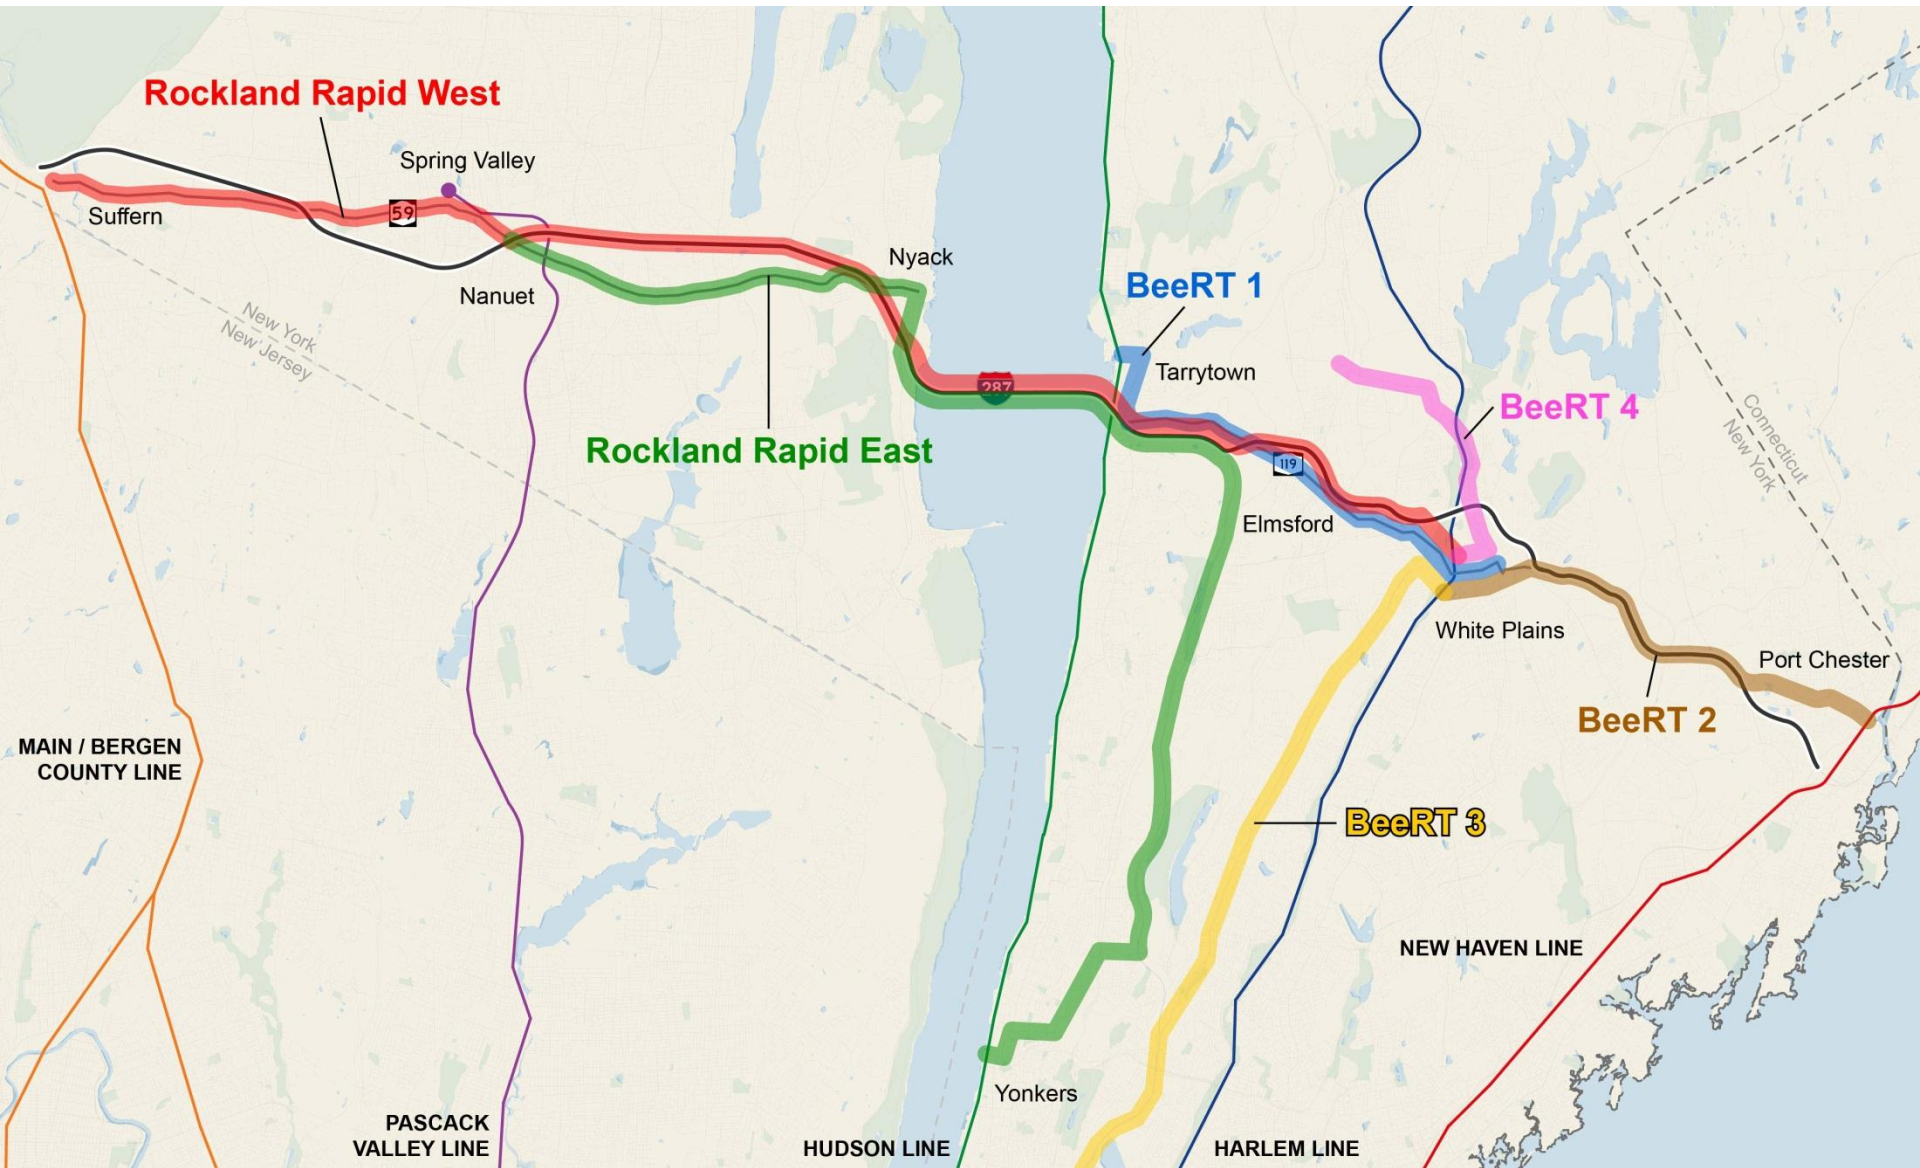 Rockland Rapid West
Spring Valley
59
Suffern
Nyack
BeeRT 1
Nanuet
New York
New Jersey
Tarrytown
287
BeeRT 4
Connecticut
New York
Rockland Rapid East
119
Elmsford
White Plains
Port Chester
BeeRT 2
MAIN / BERGEN
COUNTY LINE
BeeRT 3
NEW HAVEN LINE
Yonkers
PASCACK
VALLEY LINE
HUDSON LINE
HARLEM LINE